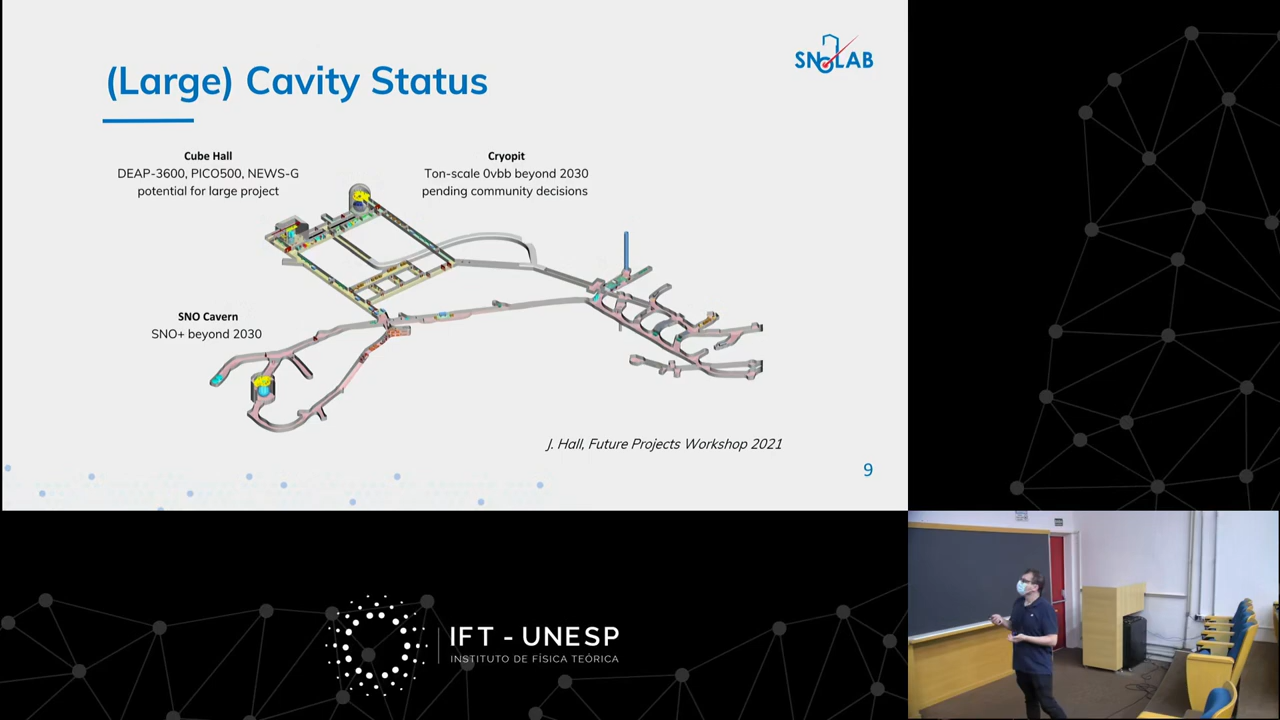 SNOLAB
(Large) Cavity Status
Cube Hall
DEAP-3600, PICO500, NEWS-G
potential for large project
Cryopit
Ton-scale 0vbb beyond 2030
pending community decisions
SNO Cavern
SNO+ beyond 2030
J. Hall, Future Projects Workshop 2021
9
IFT - UNESP
INSTITUTO DE FÍSICA TEÓRICA